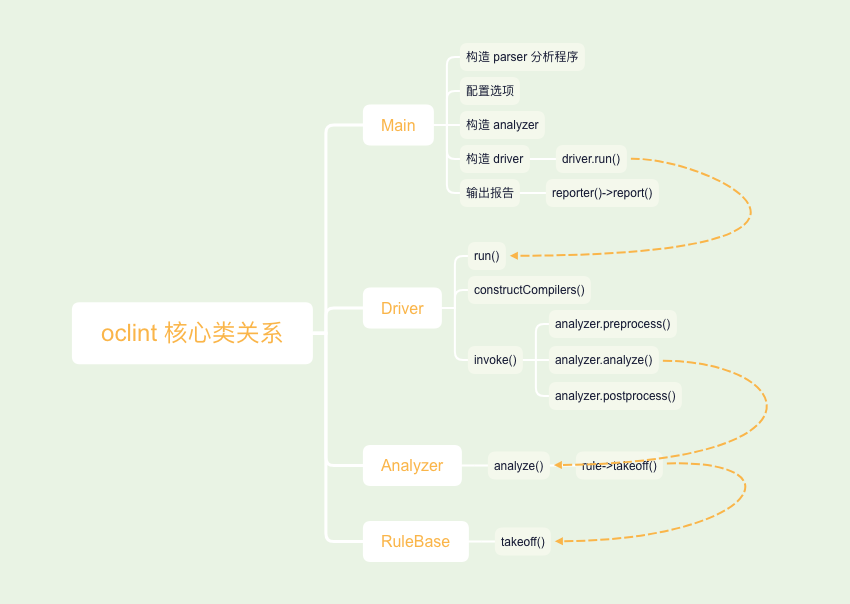 oclint 核心类关系
Main
构造 parser 分析程序
配置选项
构造 analyzer
构造 driver
driver.run()
输出报告
reporter()->report()
Driver
run()
constructCompilers()
invoke()
analyzer.preprocess()
analyzer.analyze()
analyzer.postprocess()
Analyzer
analyze()
rule->takeoff()
RuleBase
takeoff()